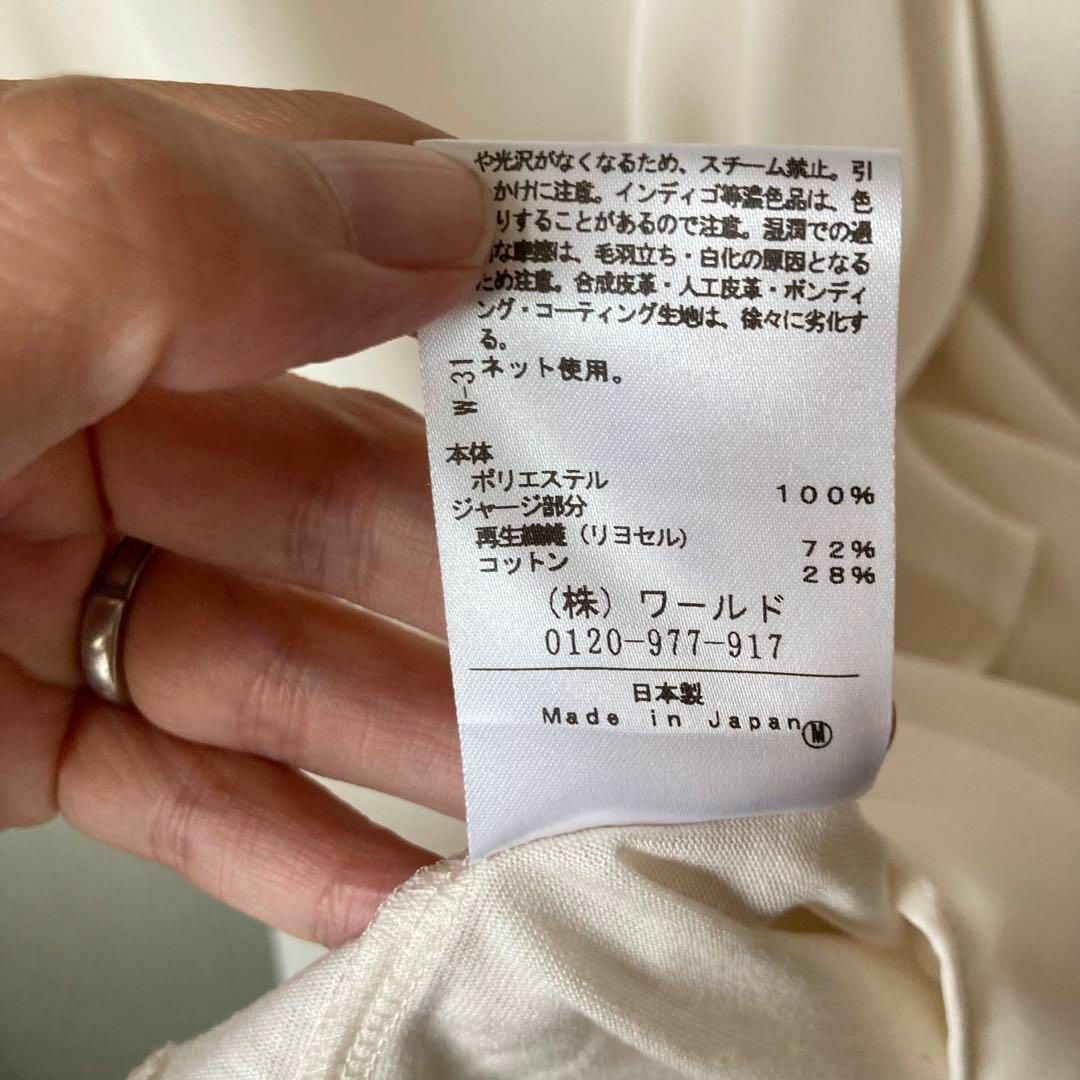 や光沢がなくなるため、スチーム禁止。引
かけに注意。インディゴ等濃色品は、色
りすることがあるので注意。湿潤での過
な摩擦は、毛羽立ち・白化の原因となる
ため注意。合成皮革・人工皮革・ボンディ
ング・コーティング生地は、徐々に劣化す
る。
W-31
ネット使用。
本体
ポリエステル 100%
ジャージ部分
再生繊維（リヨセル） 72%
コットン 28%
（株）ワールド
0120-977-917
日本製
Made in Japan Ⓜ